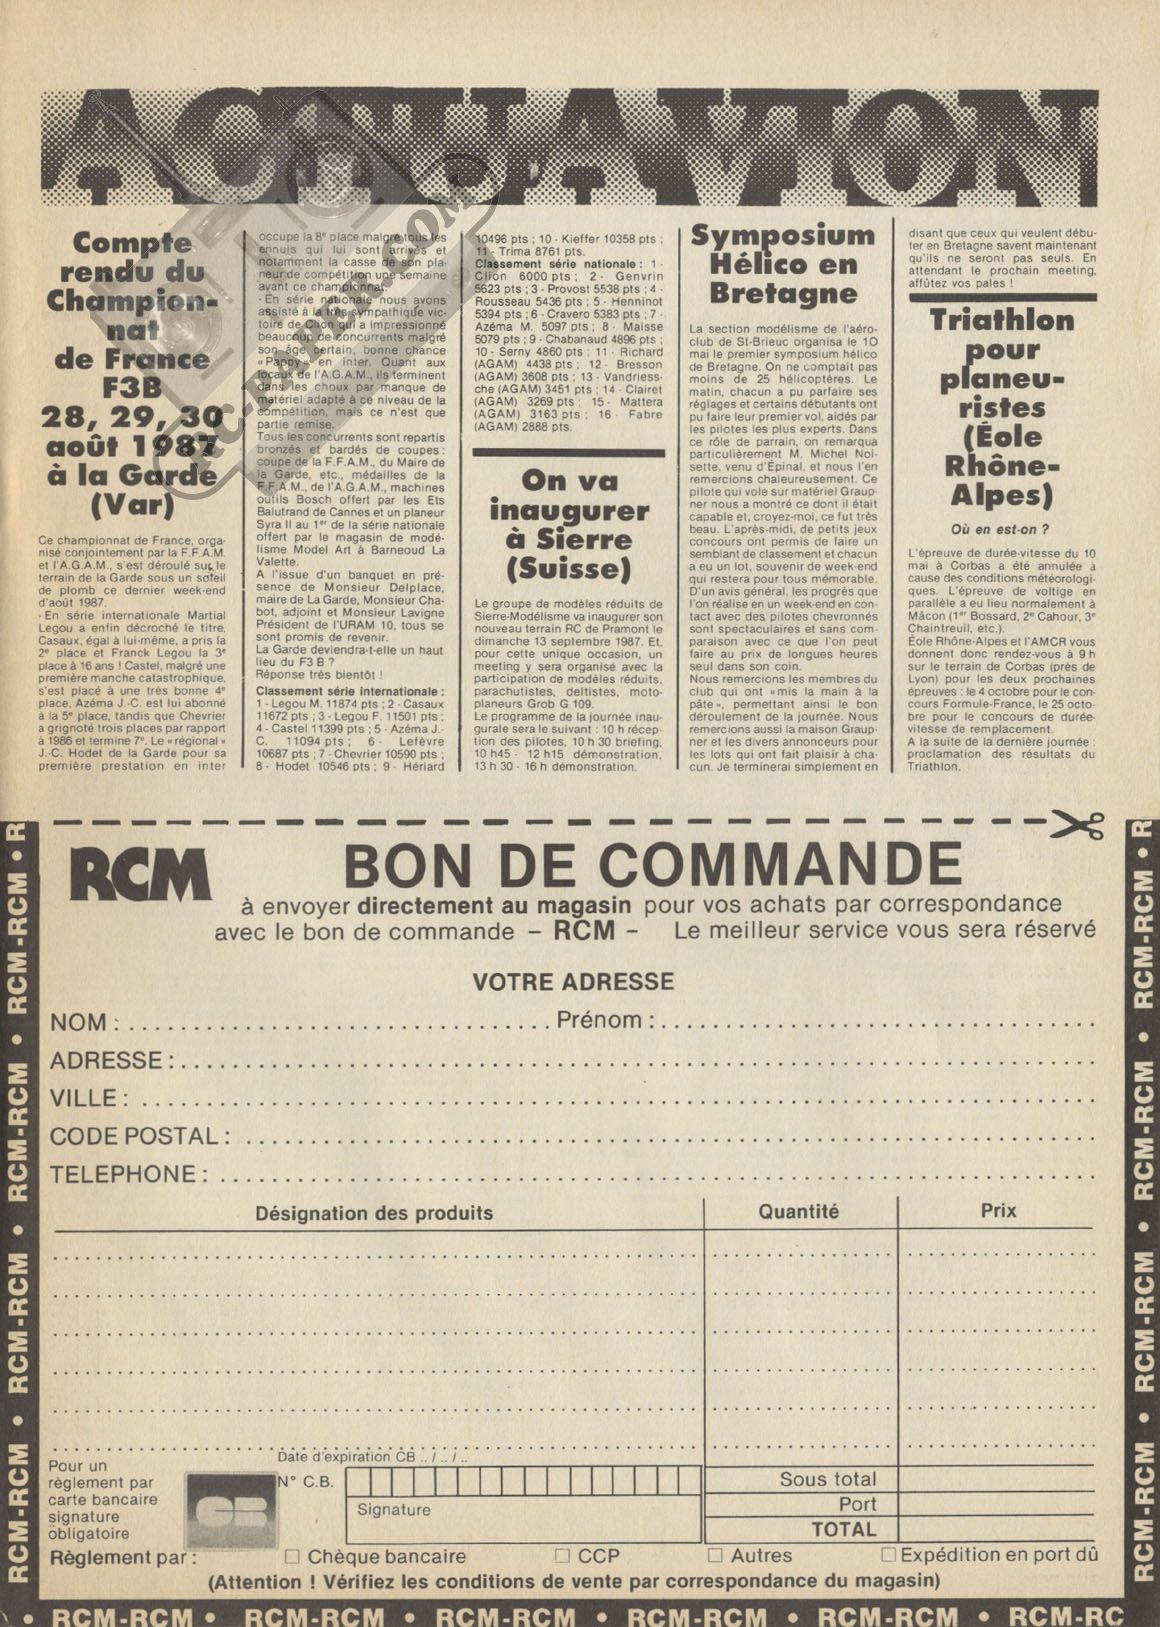 ACTUAVION
RC-PAPER.COM
Compte
rendu du
Champion-
nat
de France
F3B
28, 29, 30
août 1987
à la Garde
(Var)
Ce championnat de France, orga-
nisé conjointement par la F.F.A.M.
et l'A.G.A.M., s'est déroulé sur le
terrain de la Garde sous un soleil
de plomb ce dernier week-end
d'août 1987.
· En série internationale Martial
Legou a enfin décroché le titre,
Casaux, égal à lui-même, a pris la
2e place et Franck Legou la 3e
place à 16 ans ! Castel, malgré une
première manche catastrophique,
s'est placé à une très bonne 4e
place, Azéma J.-C. est lui abonné
à la 5e place, tandis que Chevrier
a grignoté trois places par rapport
à 1986 et termine 7e. Le « régional »
J.-C. Hodet de la Garde pour sa
première prestation en inter
occupe la 8e place malgré tous les
ennuis qui lui sont arrivés et
notamment la casse de son pla-
neur de compétition une semaine
avant ce championnat.
· En série nationale nous avons
assisté à la très sympathique vic-
toire de Clion qui a impressionné
beaucoup de concurrents malgré
son âge certain, bonne chance
« Pappy » en inter. Quant aux
locaux de l'A.G.A.M., ils terminent
dans les choux par manque de
matériel adapté à ce niveau de la
compétition, mais ce n'est que
partie remise.
Tous les concurrents sont repartis
bronzés et bardés de coupes :
coupe de la F.F.A.M., du Maire de
la Garde, etc., médailles de la
F.F.A.M., de l'A.G.A.M., machines
outils Bosch offert par les Ets
Balutrand de Cannes et un planeur
Syra II au 1er de la série nationale
offert par le magasin de modé-
lisme Model Art à Barneoud La
Valette.
A l'issue d'un banquet en pré-
sence de Monsieur Delplace,
maire de La Garde, Monsieur Cha-
bot, adjoint et Monsieur Lavigne
Président de l'URAM 10, tous se
sont promis de revenir.
La Garde deviendra-t-elle un haut
lieu du F3 B ?
Réponse très bientôt !
Classement série internationale :
1 - Legou M. 11874 pts ; 2 - Casaux
11672 pts ; 3 - Legou F. 11501 pts ;
4 - Castel 11399 pts ; 5 - Azéma J.-
C. 11094 pts ; 6 - Lefèvre
10687 pts ; 7 - Chevrier 10590 pts ;
8 - Hodet 10546 pts ; 9 - Hériard
10496 pts ; 10 - Kieffer 10358 pts ;
11 - Trima 8761 pts.
Classement série nationale : 1 -
Clion 6000 pts ; 2 - Genvrin
5623 pts ; 3 - Provost 5538 pts ; 4 -
Rousseau 5436 pts ; 5 - Henninot
5394 pts ; 6 - Cravero 5383 pts ; 7 -
Azéma M. 5097 pts ; 8 - Maisse
5079 pts ; 9 - Chabanaud 4896 pts ;
10 - Serny 4860 pts ; 11 - Richard
(AGAM) 4438 pts ; 12 - Bresson
(AGAM) 3608 pts ; 13 - Vandriess-
che (AGAM) 3451 pts ; 14 - Clairet
(AGAM) 3269 pts ; 15 - Mattera
(AGAM) 3163 pts ; 16 - Fabre
(AGAM) 2888 pts.
On va
inaugurer
à Sierre
(Suisse)
Le groupe de modèles réduits de
Sierre-Modélisme va inaugurer son
nouveau terrain RC de Pramont le
dimanche 13 septembre 1987. Et,
pour cette unique occasion, un
meeting y sera organisé avec la
participation de modèles réduits,
parachutistes, deltistes, moto-
planeurs Grob G 109.
Le programme de la journée inau-
gurale sera le suivant : 10 h récep-
tion des pilotes, 10 h 30 briefing,
10 h45 - 12 h15 démonstration,
13 h 30 - 16 h démonstration.
Symposium
Hélico en
Bretagne
La section modélisme de l'aéro-
club de St-Brieuc organisa le 10
mai le premier symposium hélico
de Bretagne. On ne comptait pas
moins de 25 hélicoptères. Le
matin, chacun a pu parfaire ses
réglages et certains débutants ont
pu faire leur premier vol, aidés par
les pilotes les plus experts. Dans
ce rôle de parrain, on remarqua
particulièrement M. Michel Noi-
sette, venu d'Épinal, et nous l'en
remercions chaleureusement. Ce
pilote qui vole sur matériel Graup-
ner nous a montré ce dont il était
capable et, croyez-moi, ce fut très
beau. L'après-midi, de petits jeux
concours ont permis de faire un
semblant de classement et chacun
a eu un lot, souvenir de week-end
qui restera pour tous mémorable.
D'un avis général, les progrès que
l'on réalise en un week-end en con-
tact avec des pilotes chevronnés
sont spectaculaires et sans com-
paraison avec ce que l'on peut
faire au prix de longues heures
seul dans son coin.
Nous remercions les membres du
club qui ont « mis la main à la
pâte », permettant ainsi le bon
déroulement de la journée. Nous
remercions aussi la maison Graup-
ner et les divers annonceurs pour
les lots qui ont fait plaisir à cha-
cun. Je terminerai simplement en
disant que ceux qui veulent débu-
ter en Bretagne savent maintenant
qu'ils ne seront pas seuls. En
attendant le prochain meeting,
affûtez vos pales !
Triathlon
pour
planeu-
ristes
(Éole
Rhône-
Alpes)
Où en est-on ?
L'épreuve de durée-vitesse du 10
mai à Corbas a été annulée à
cause des conditions météorologi-
ques. L'épreuve de voltige en
parallèle a eu lieu normalement à
Mâcon (1er Bossard, 2e Cahour, 3e
Chaintreuil, etc.).
Éole Rhône-Alpes et l'AMCR vous
donnent donc rendez-vous à 9 h
sur le terrain de Corbas (près de
Lyon) pour les deux prochaines
épreuves : le 4 octobre pour le con-
cours Formule-France, le 25 octo-
bre pour le concours de durée-
vitesse de remplacement.
A la suite de la dernière journée :
proclamation des résultats du
Triathlon.
RCM BON DE COMMANDE
à envoyer directement au magasin pour vos achats par correspondance
avec le bon de commande – RCM – Le meilleur service vous sera réservé
VOTRE ADRESSE
NOM : Prénom :
ADRESSE :
VILLE :
CODE POSTAL :
TELEPHONE :
Désignation des produits Quantité Prix
Date d'expiration CB .. / .. / ..
Pour un
règlement par
carte bancaire
signature
obligatoire
CB
N° C.B.
Signature
Sous total
Port
TOTAL
Règlement par : Chèque bancaire CCP Autres Expédition en port dû
(Attention ! Vérifiez les conditions de vente par correspondance du magasin)
RCM-RCM • RCM-RCM • RCM-RCM • RCM-RCM • R
RCM-RCM • RCM-RCM • RCM-RCM • RCM-RCM • R
• RCM-RCM • RCM-RCM • RCM-RCM • RCM-RCM • RCM-RCM • RCM-RC